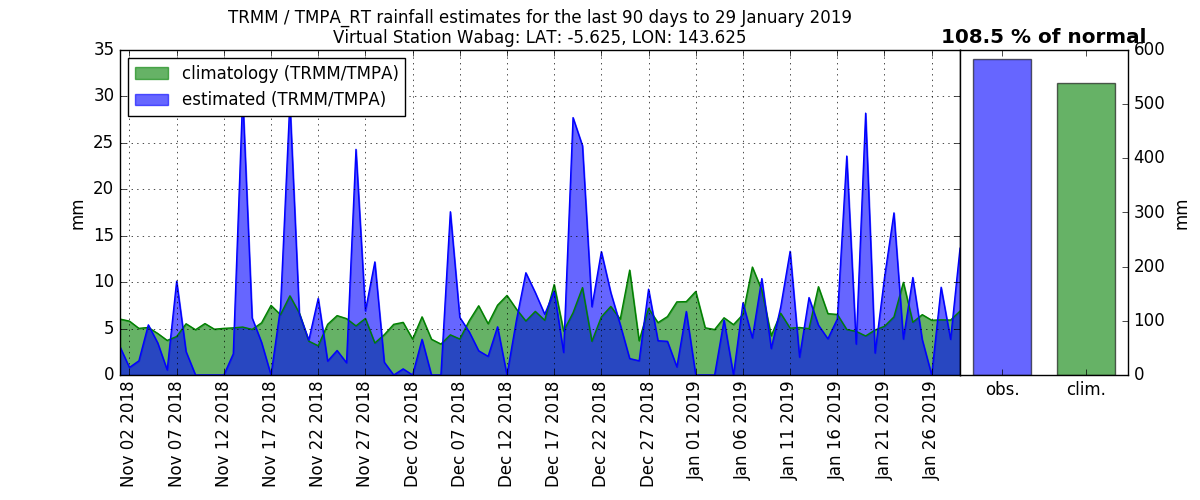 TRMM / TMPA_RT rainfall estimates for the last 90 days to 29 January 2019
Virtual Station Wabag: LAT: -5.625, LON: 143.625
108.5 % of normal
climatology (TRMM/TMPA)
estimated (TRMM/TMPA)
35
30
25
20
15
10
5
0
mm
600
500
400
300
200
100
0
mm
Nov 02 2018
Nov 07 2018
Nov 12 2018
Nov 17 2018
Nov 22 2018
Nov 27 2018
Dec 02 2018
Dec 07 2018
Dec 12 2018
Dec 17 2018
Dec 22 2018
Dec 27 2018
Jan 01 2019
Jan 06 2019
Jan 11 2019
Jan 16 2019
Jan 21 2019
Jan 26 2019
obs.
clim.